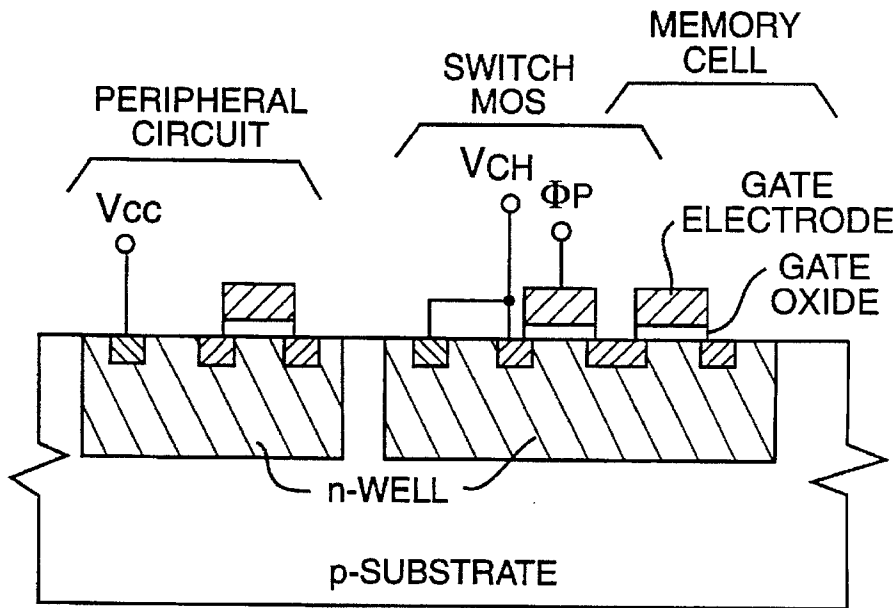 MEMORY
CELL
SWITCH
MOS
PERIPHERAL
CIRCUIT
VCH
ΦP
Vcc
GATE
ELECTRODE
GATE
OXIDE
n-WELL
p-SUBSTRATE